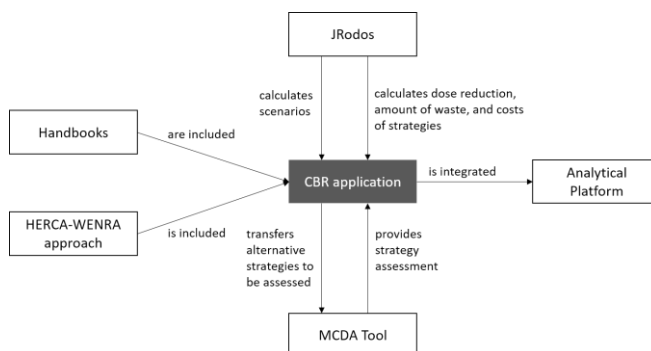 JRodos
calculates
scenarios
calculates dose reduction,
amount of waste, and costs
of strategies
Handbooks
are included
CBR application
is integrated
Analytical
Platform
HERCA-WENRA
approach
is included
transfers
alternative
strategies to
be assessed
provides
strategy
assessment
MCDA Tool